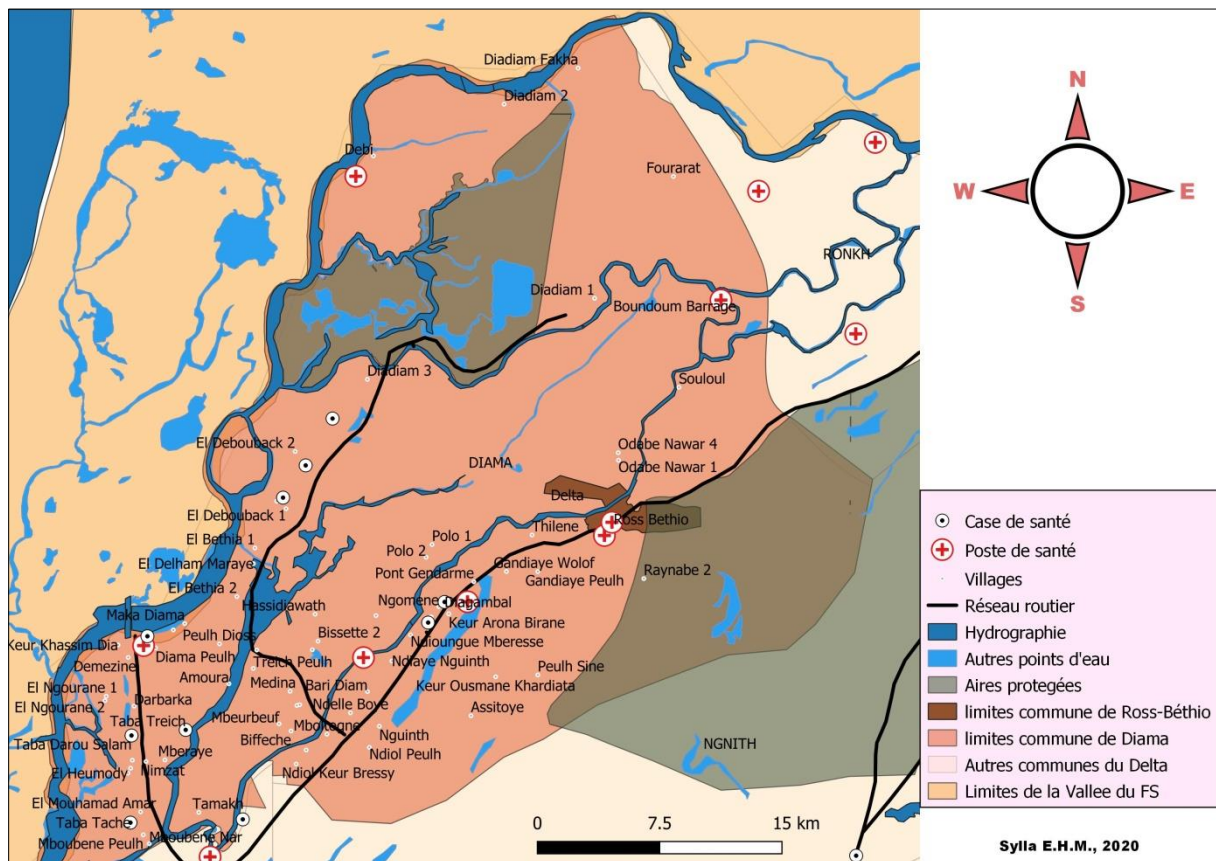 Diadiam Fakha
Diadiam 2
Debi
Fourarat
RONKH
Diadiam 1
Boundoum Barrage
Diadiam 3
Souloul
El Debouback 2
Odabe Nawar 4
DIAMA
Odabe Nawar 1
Delta
El Debouback 1
Ross Bethio
Thilene
El Bethia 1
Polo 1
Polo 2
El Delham Maraye
Pont Gendarme
Gandiaye Wolof
Raynabe 2
Gandiaye Peulh
El Bethia 2
Hassidiawath
Ngomene
Diagambal
Maka Diama
Keur Arona Birane
Peulh Dioss
Bissette 2
Ndioungue Mberesse
Keur Khassim Dia
Diama Peulh
Demezine
Treich Peulh
Ndiaye Nguinth
Peulh Sine
Amoura
Medina
Bari Diam
Keur Ousmane Khardiata
El Ngourane 1
Darbarka
El Ngourane 2
Ndelle Boye
Assitoye
Taba Treich
Mbeurbeuf
Taba Darou Salam
Mberaye
Biffeche
Nguinth
Ndiol Peulh
NGNITH
El Heumody
Nimzat
Ndiol Keur Bressy
El Mouhamad Amar
Tamakh
Taba Tache
Mboubene Nar
Mboubene Peulh
0 7.5 15 km
N
W E
S
Case de santé
Poste de santé
Villages
Réseau routier
Hydrographie
Autres points d'eau
Aires protegées
limites commune de Ross-Béthio
limites commune de Diama
Autres communes du Delta
Limites de la Vallee du FS
Sylla E.H.M., 2020